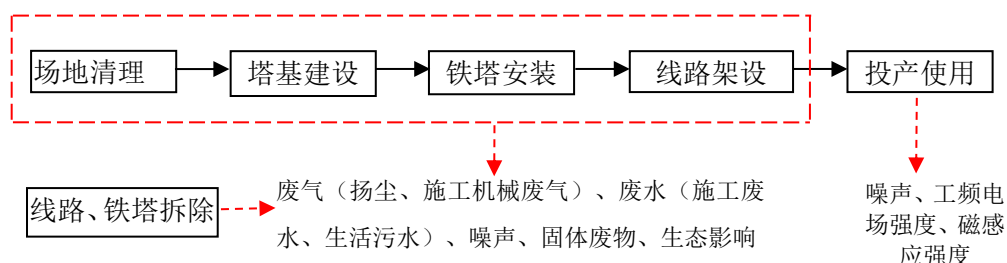 场地清理
塔基建设
铁塔安装
线路架设
投产使用
线路、铁塔拆除
废气（扬尘、施工机械废气）、废水（施工废
水、生活污水）、噪声、固体废物、生态影响
噪声、工频电
场强度、磁感
应强度